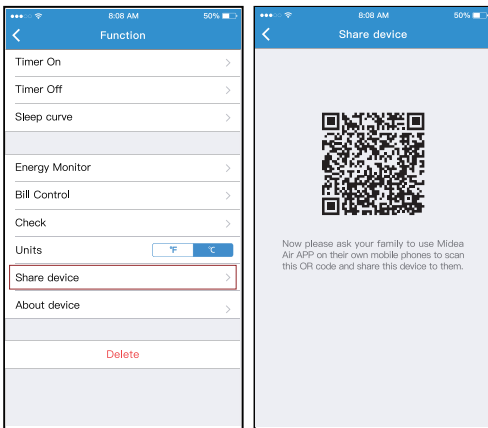 8:08 AM
50%
Function
Timer On
Timer Off
Sleep curve
Energy Monitor
Bill Control
Check
Units
°F
°C
Share device
About device
Delete
8:08 AM
50%
Share device
Now please ask your family to use Midea
Air APP on their own mobile phones to scan
this OR code and share this device to them.